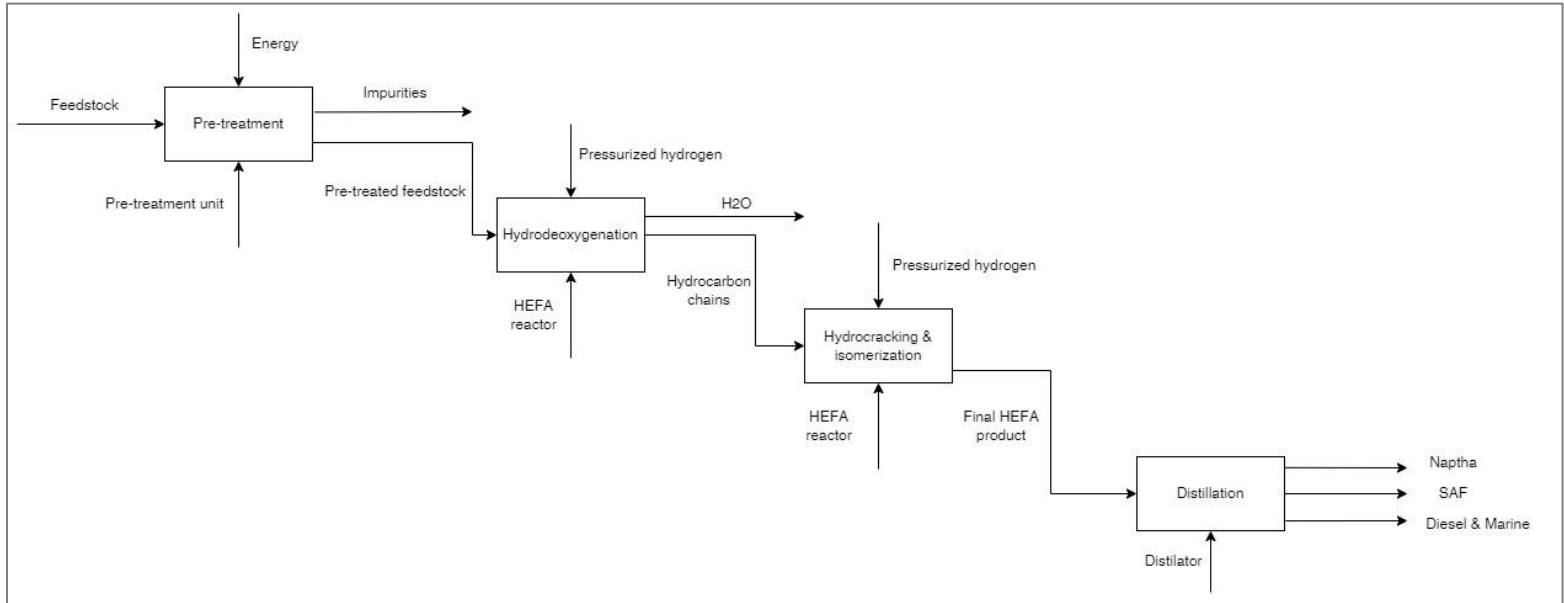 Energy
Feedstock
Impurities
Pre-treatment
Pressurized hydrogen
Pre-treated feedstock
Pre-treatment unit
H2O
Hydrodeoxygenation
Pressurized hydrogen
Hydrocarbon
chains
HEFA
reactor
Hydrocracking &
isomerization
HEFA
reactor
Final HEFA
product
Naptha
Distillation
SAF
Diesel & Marine
Distilator